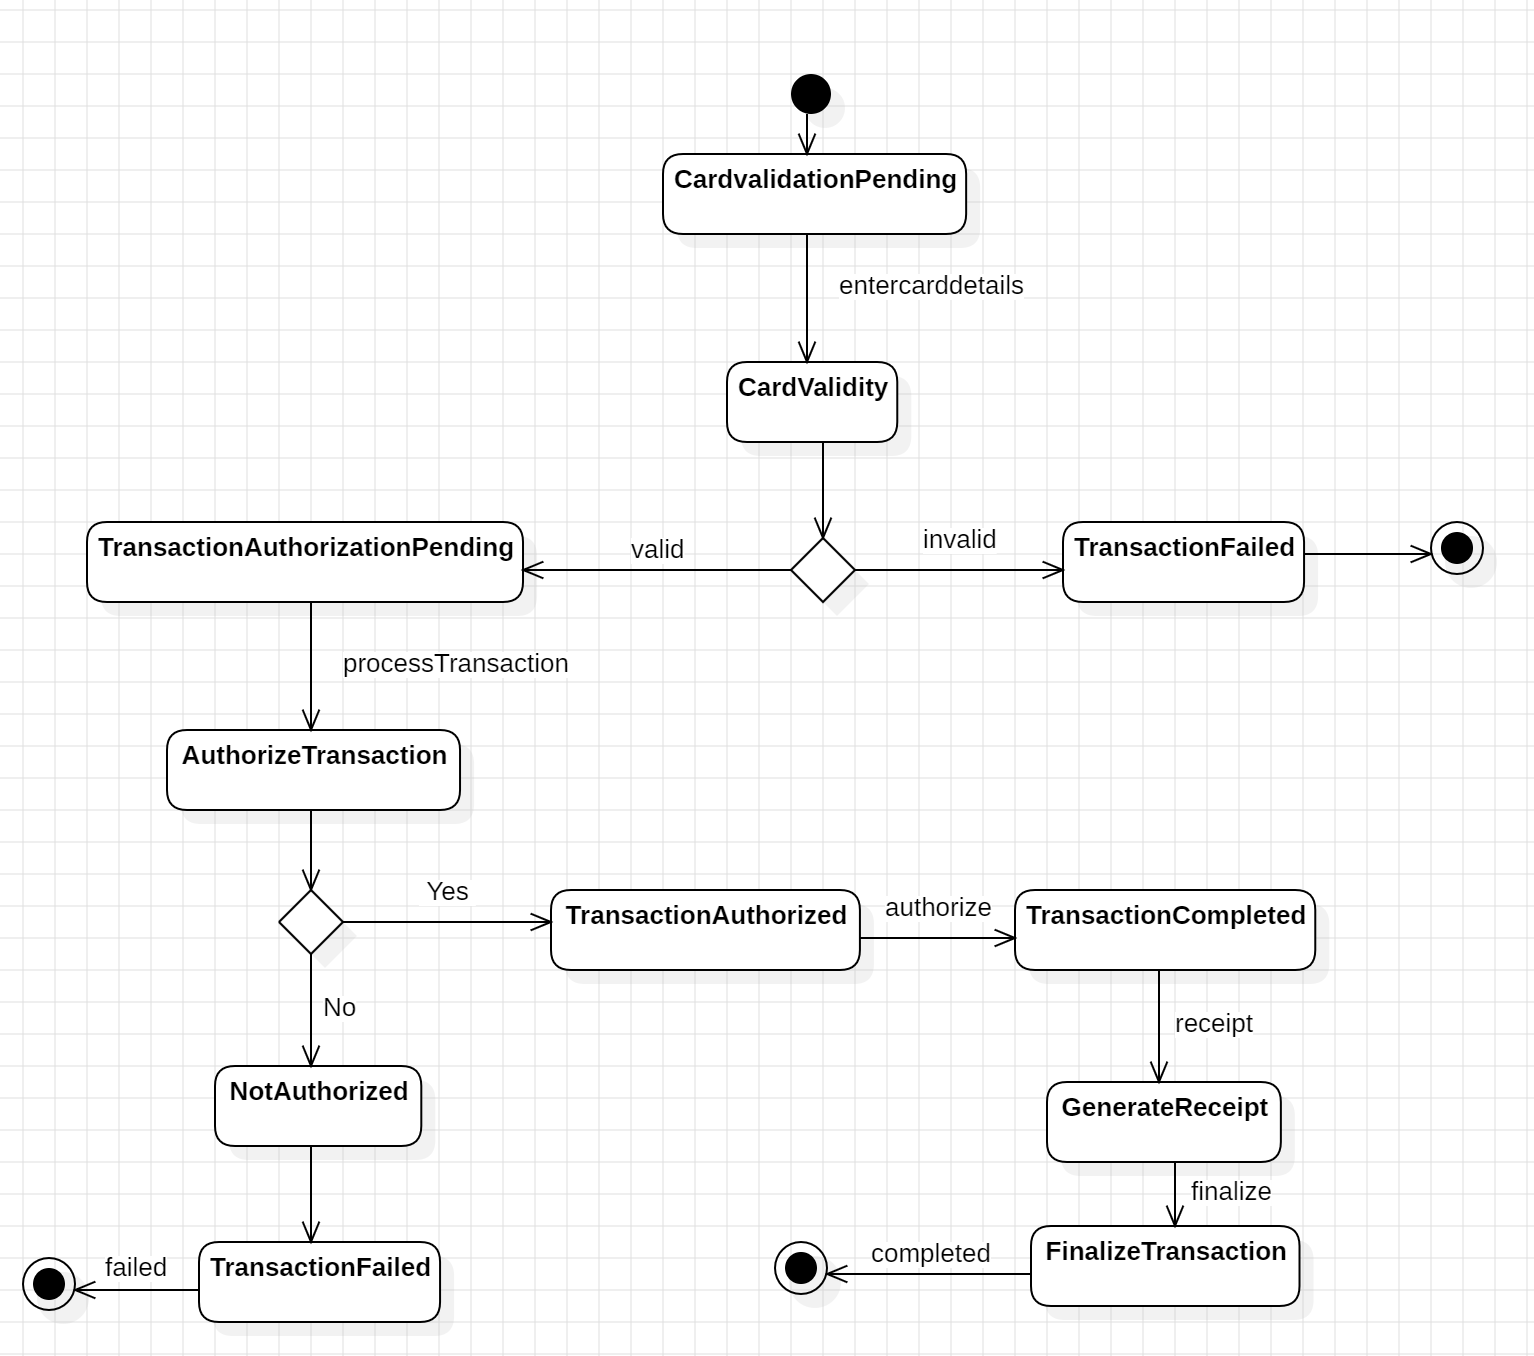 CardvalidationPending
entercarddetails
CardValidity
TransactionAuthorizationPending
valid
invalid
TransactionFailed
processTransaction
AuthorizeTransaction
Yes
TransactionAuthorized
authorize
TransactionCompleted
No
receipt
NotAuthorized
GenerateReceipt
finalize
failed
TransactionFailed
completed
FinalizeTransaction